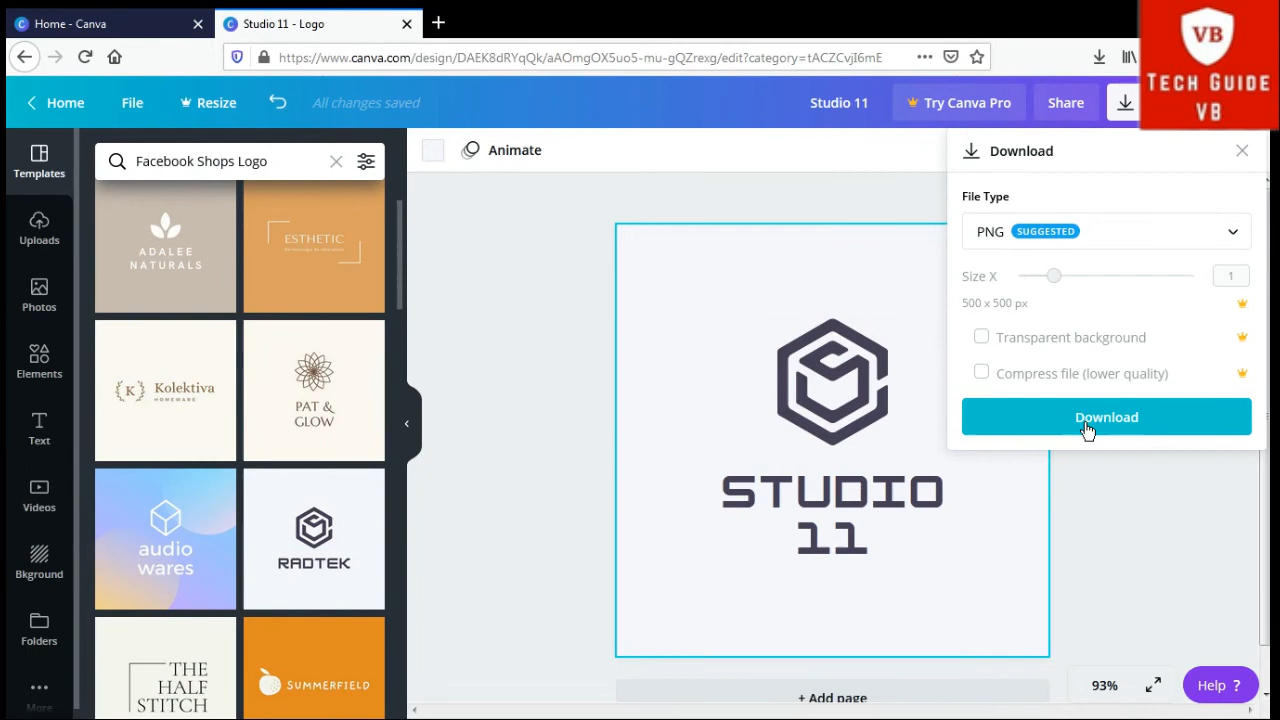 Home - Canva
Studio 11 - Logo
https://www.canva.com/design/DAEK8dRYqQk/aAOmgOX5uo5-mu-gQZrexg/edit?category=tACZCvjI6mE
VB
TECH GUIDE
VB
Home
File
Resize
All changes saved
Studio 11
Try Canva Pro
Share
Templates
Uploads
Photos
Elements
Text
Videos
Bkground
Folders
More
Facebook Shops Logo
ADALEE
NATURALS
ESTHETIC
K Kolektiva
HOMEWARE
PAT &
GLOW
audio
wares
RADTEK
THE
HALF
STITCH
SUMMERFIELD
Animate
STUDIO
11
+ Add page
Download
File Type
PNG SUGGESTED
Size X
1
500 x 500 px
Transparent background
Compress file (lower quality)
Download
93%
Help ?